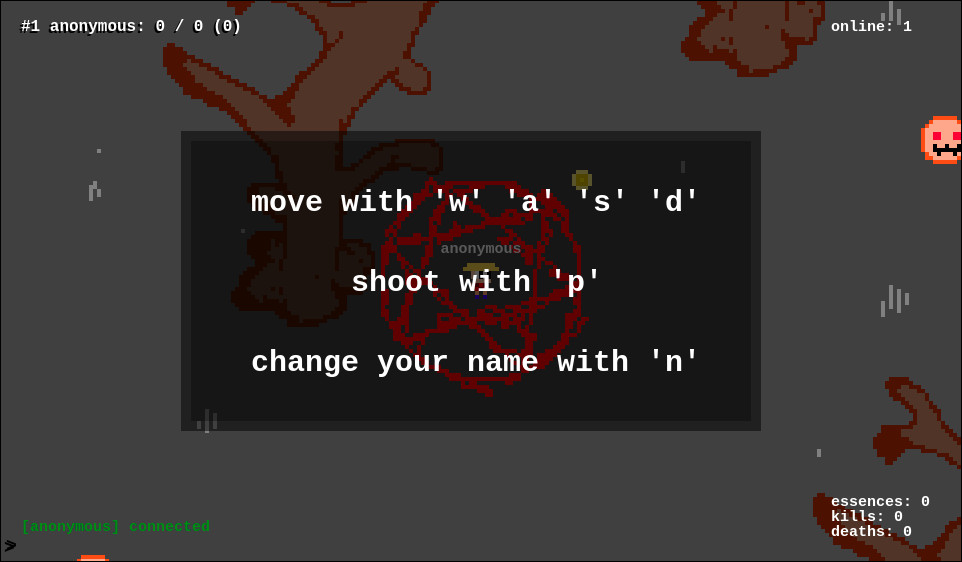 #1 anonymous: 0 / 0 (0)
online: 1
move with 'w' 'a' 's' 'd'
anonymous
shoot with 'p'
change your name with 'n'
essences: 0
kills: 0
deaths: 0
[anonymous] connected
>